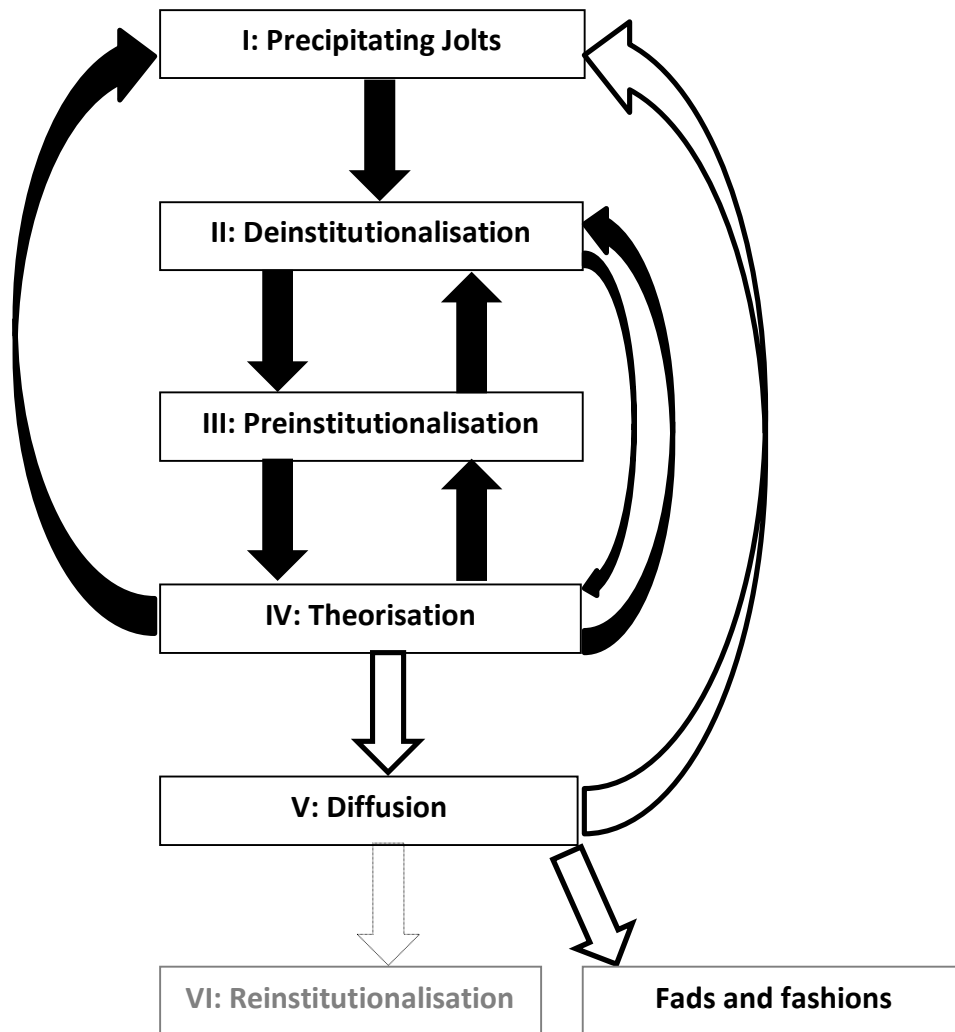 I: Precipitating Jolts
II: Deinstitutionalisation
III: Preinstitutionalisation
IV: Theorisation
V: Diffusion
VI: Reinstitutionalisation
Fads and fashions